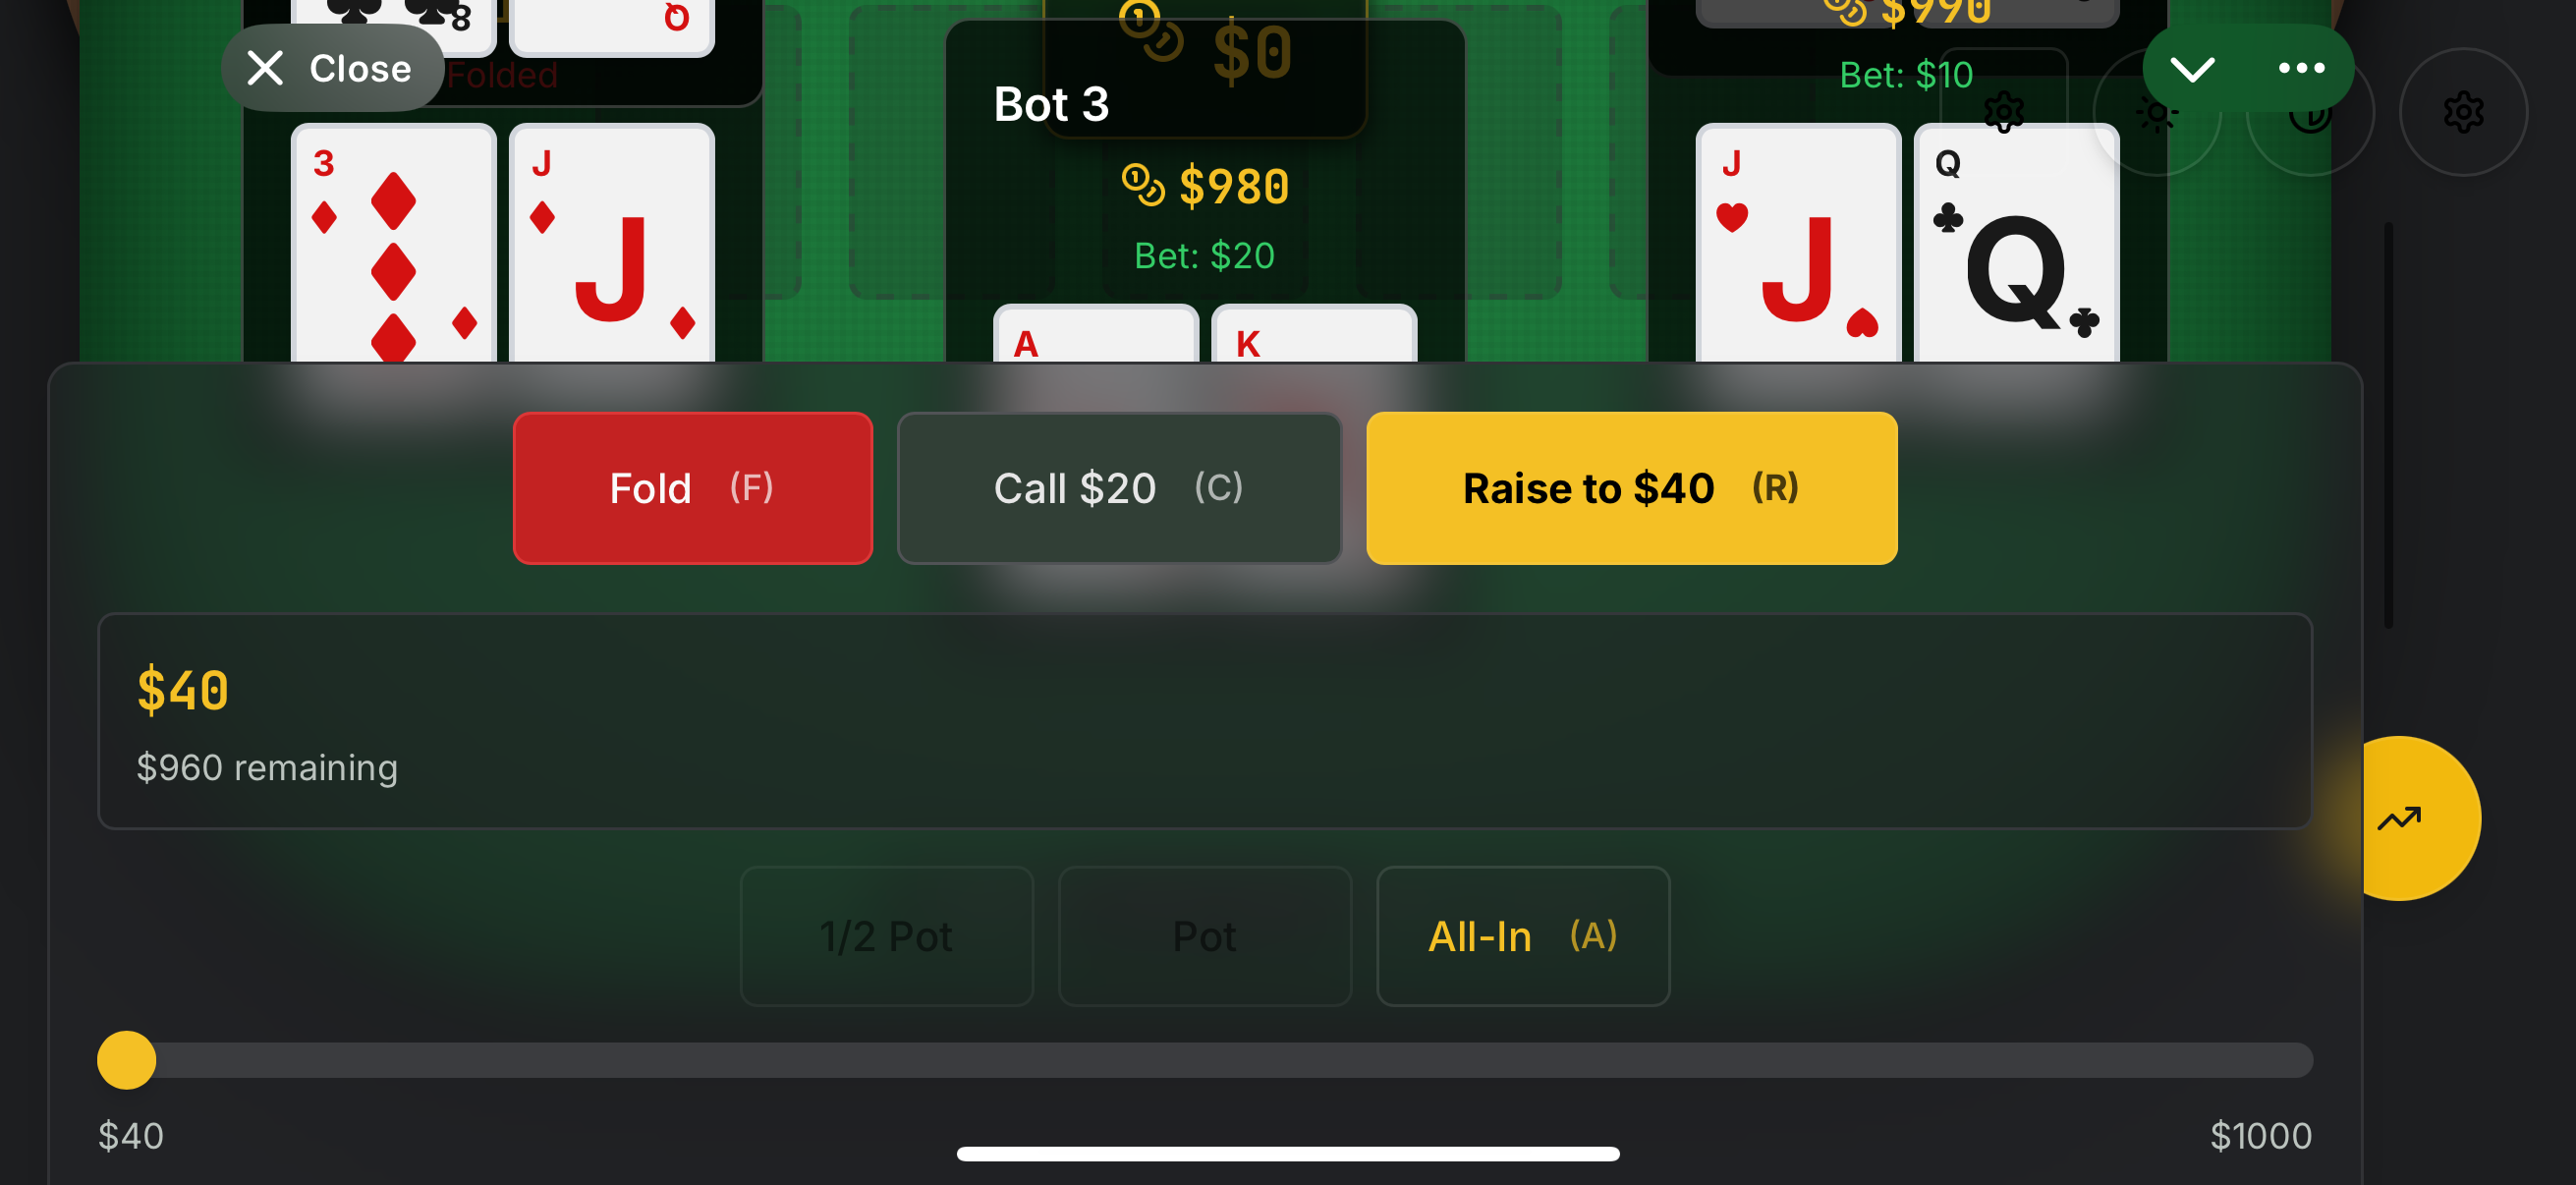 8 Q $0 $990
Close Folded Bet: $10
Bot 3
3 J J Q
$980
J J Q
Bet: $20
A K
Fold (F) Call $20 (C) Raise to $40 (R)
$40
$960 remaining
1/2 Pot Pot All-In (A)
$40 $1000